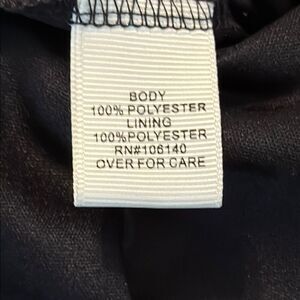 BODY
100% POLYESTER
LINING
100%POLYESTER
RN#106140
OVER FOR CARE